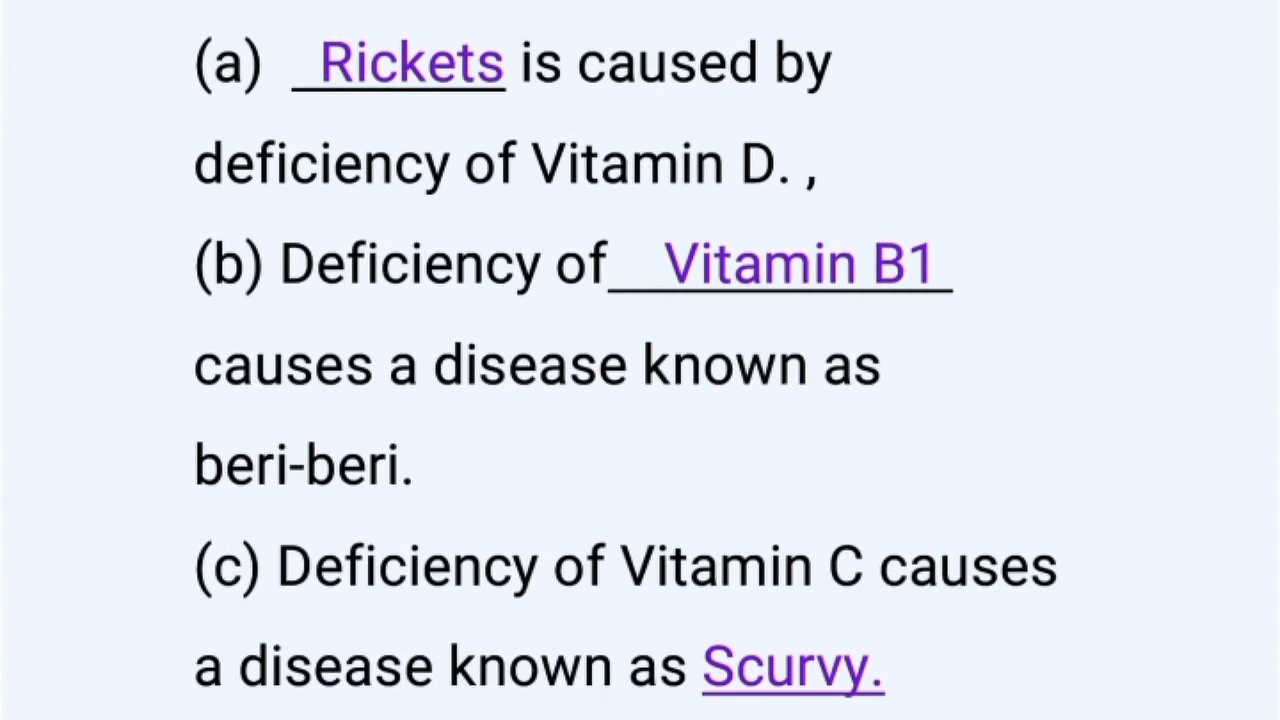 (a) Rickets is caused by
deficiency of Vitamin D. ,
(b) Deficiency of Vitamin B1
causes a disease known as
beri-beri.
(c) Deficiency of Vitamin C causes
a disease known as Scurvy.